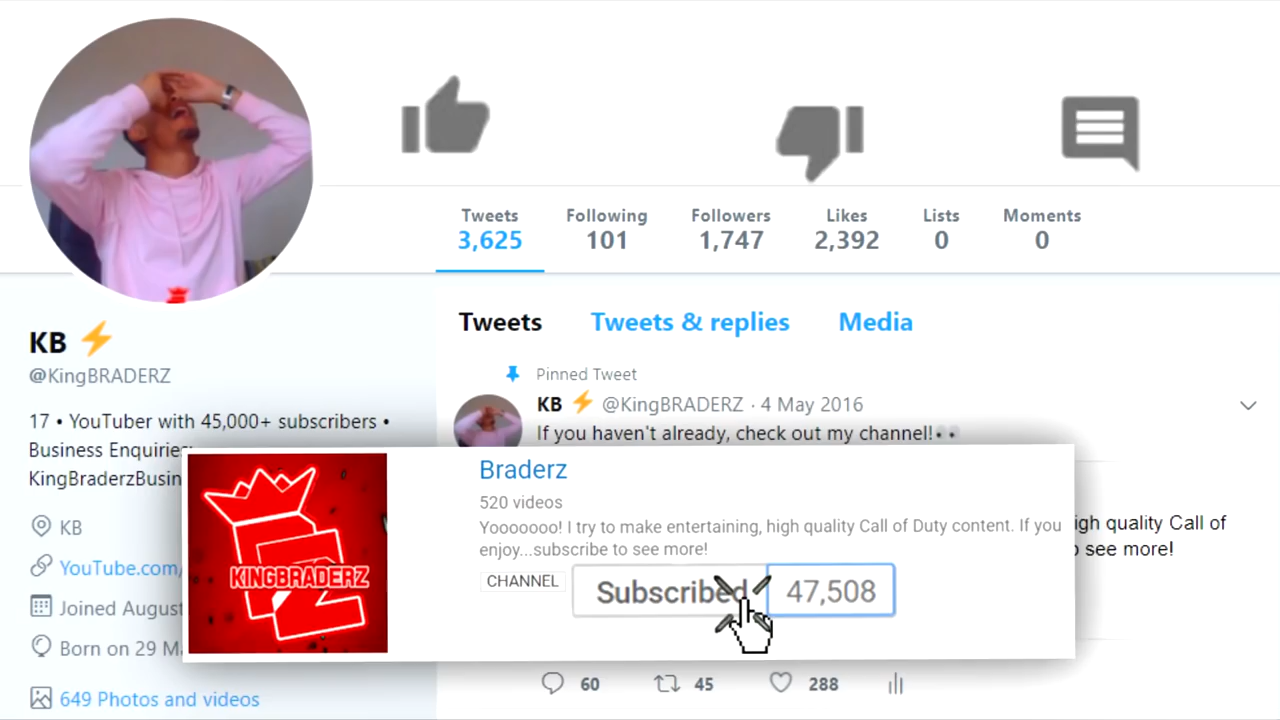 Tweets Following Followers Likes Lists Moments
3,625 101 1,747 2,392 0 0
KB
@KingBRADERZ
17 • YouTuber with 45,000+ subscribers •
Business Enquiries:
KingBraderzBusin
KB
YouTube.com/
Joined August
Born on 29
649 Photos and videos
Tweets Tweets & replies Media
Pinned Tweet
KB @KingBRADERZ · 4 May 2016
If you haven't already, check out my channel!
KINGBRADERZ
Braderz
520 videos
Yooooooo! I try to make entertaining, high quality Call of Duty content. If you
enjoy...subscribe to see more!
CHANNEL Subscribed 47,508
igh quality Call of
see more!
60 45 288